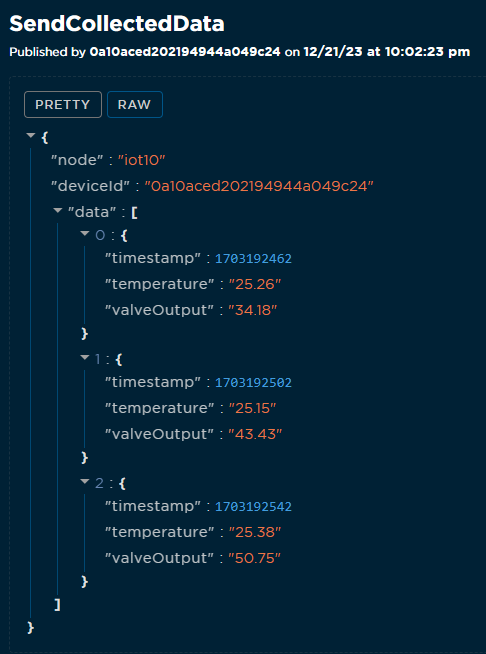 SendCollectedData
Published by 0a10aced202194944a049c24 on 12/21/23 at 10:02:23 pm
PRETTY RAW
{
"node" : "iot10"
"deviceId" : "0a10aced202194944a049c24"
"data" : [
0 : {
"timestamp" : 1703192462
"temperature" : "25.26"
"valveOutput" : "34.18"
}
1 : {
"timestamp" : 1703192502
"temperature" : "25.15"
"valveOutput" : "43.43"
}
2 : {
"timestamp" : 1703192542
"temperature" : "25.38"
"valveOutput" : "50.75"
}
]
}